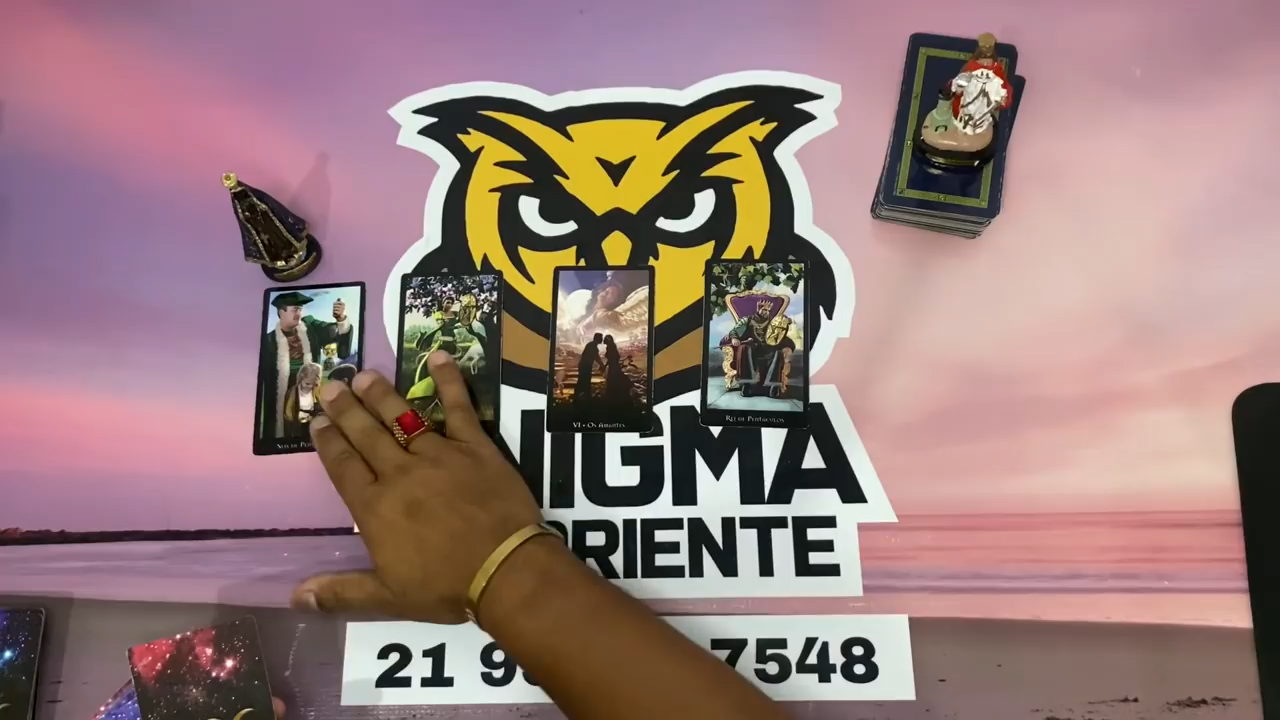 VI • Os Amantes
Rei de Pentáculos
NIGMA
ORIENTE
21 9 7548